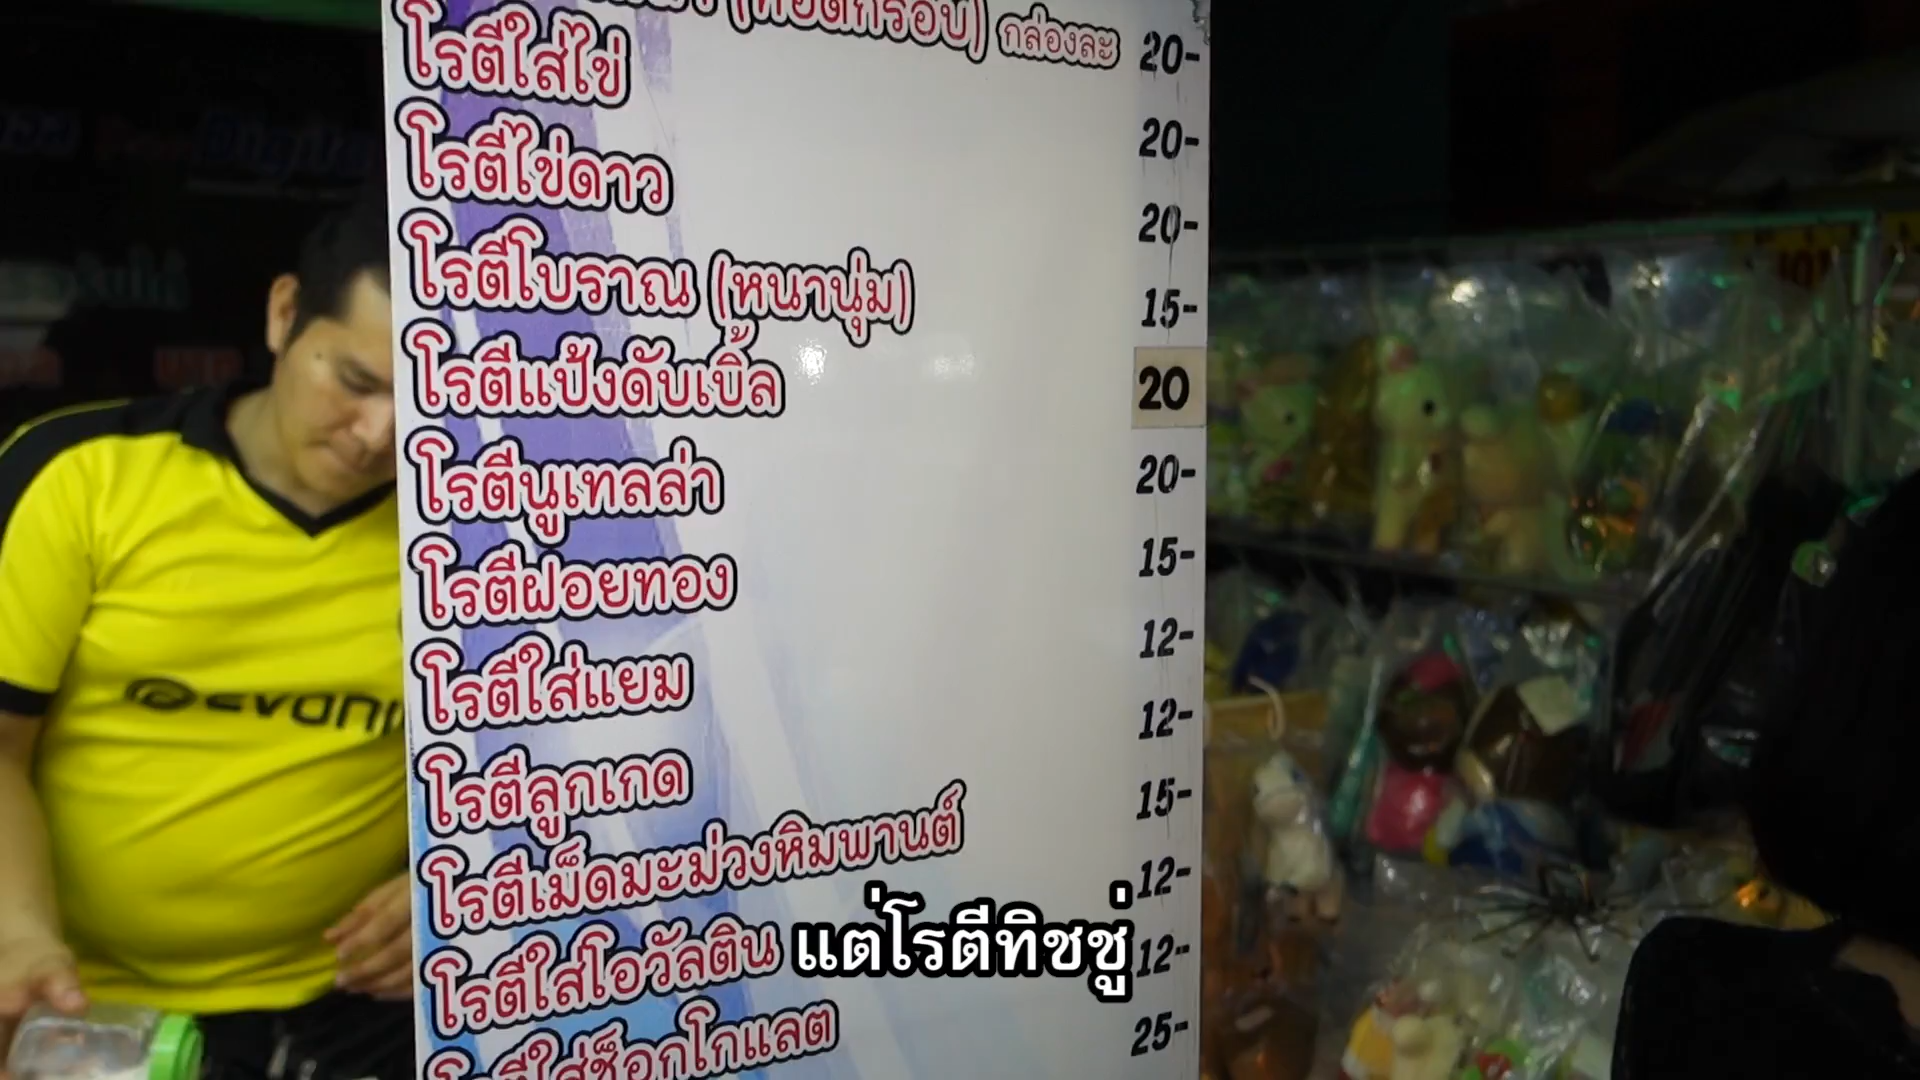 (ทอดกรอบ) กล่องละ 20-
โรตีใส่ไข่ 20-
โรตีไข่ดาว 20-
โรตีโบราณ (หนานุ่ม) 15-
โรตีแป้งดับเบิ้ล 20
โรตีนูเทลล่า 20-
โรตีฝอยทอง 15-
โรตีใส่แยม 12-
โรตีลูกเกด 12-
โรตีเม็ดมะม่วงหิมพานต์ 15-
โรตีใส่โอวัลติน 12-
โรตีใส่ช็อกโกแลต 12-
25-
แต่โรตีทิชชู่